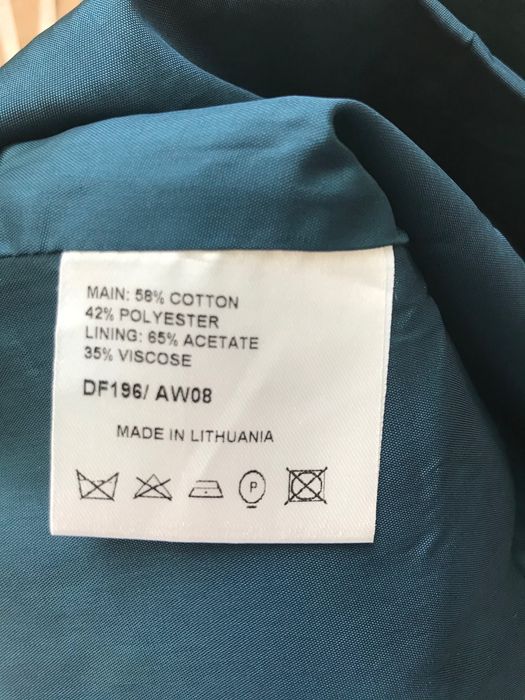 MAIN: 58% COTTON
42% POLYESTER
LINING: 65% ACETATE
35% VISCOSE
DF196/ AW08
MADE IN LITHUANIA
P